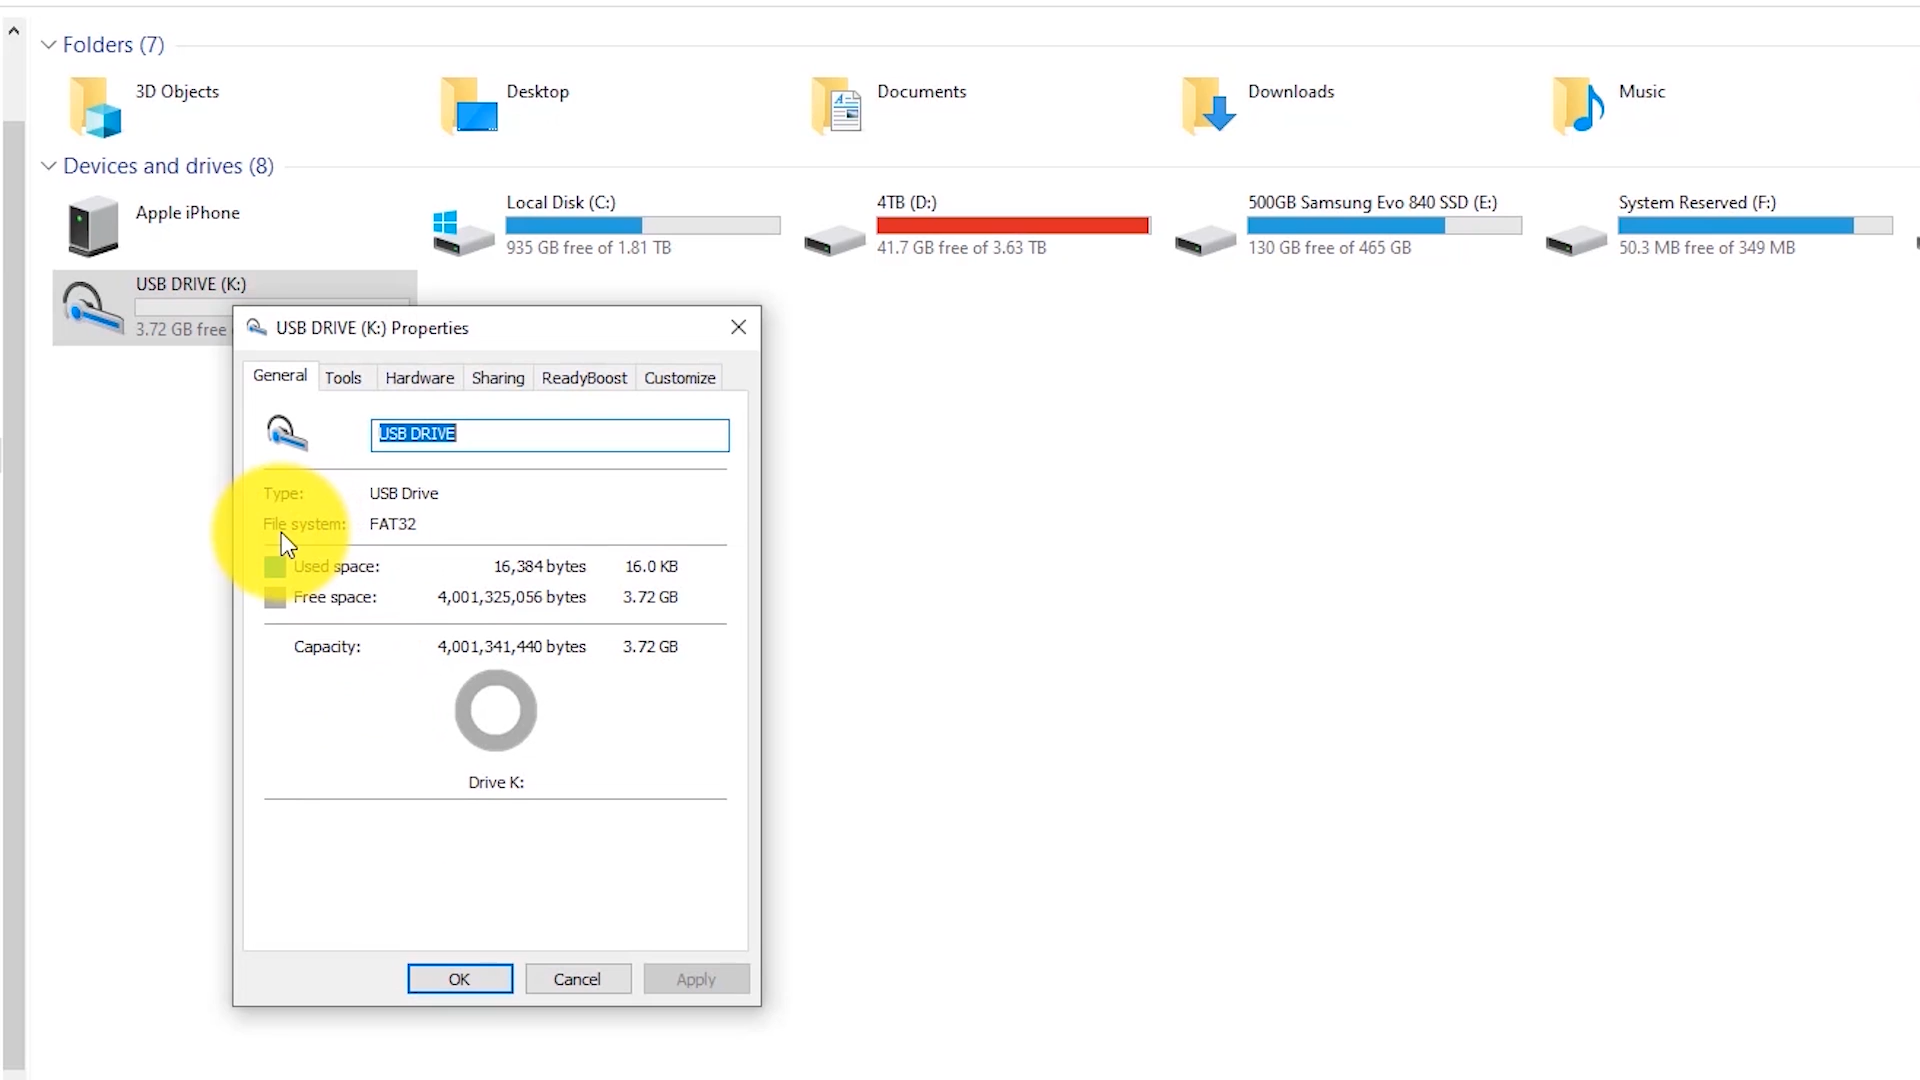 Folders (7)
3D Objects
Desktop
Documents
Downloads
Music
Devices and drives (8)
Apple iPhone
Local Disk (C:)
935 GB free of 1.81 TB
4TB (D:)
41.7 GB free of 3.63 TB
500GB Samsung Evo 840 SSD (E:)
130 GB free of 465 GB
System Reserved (F:)
50.3 MB free of 349 MB
USB DRIVE (K:)
3.72 GB free
USB DRIVE (K:) Properties
General Tools Hardware Sharing ReadyBoost Customize
USB DRIVE
Type: USB Drive
File system: FAT32
Used space: 16,384 bytes 16.0 KB
Free space: 4,001,325,056 bytes 3.72 GB
Capacity: 4,001,341,440 bytes 3.72 GB
Drive K:
OK Cancel Apply